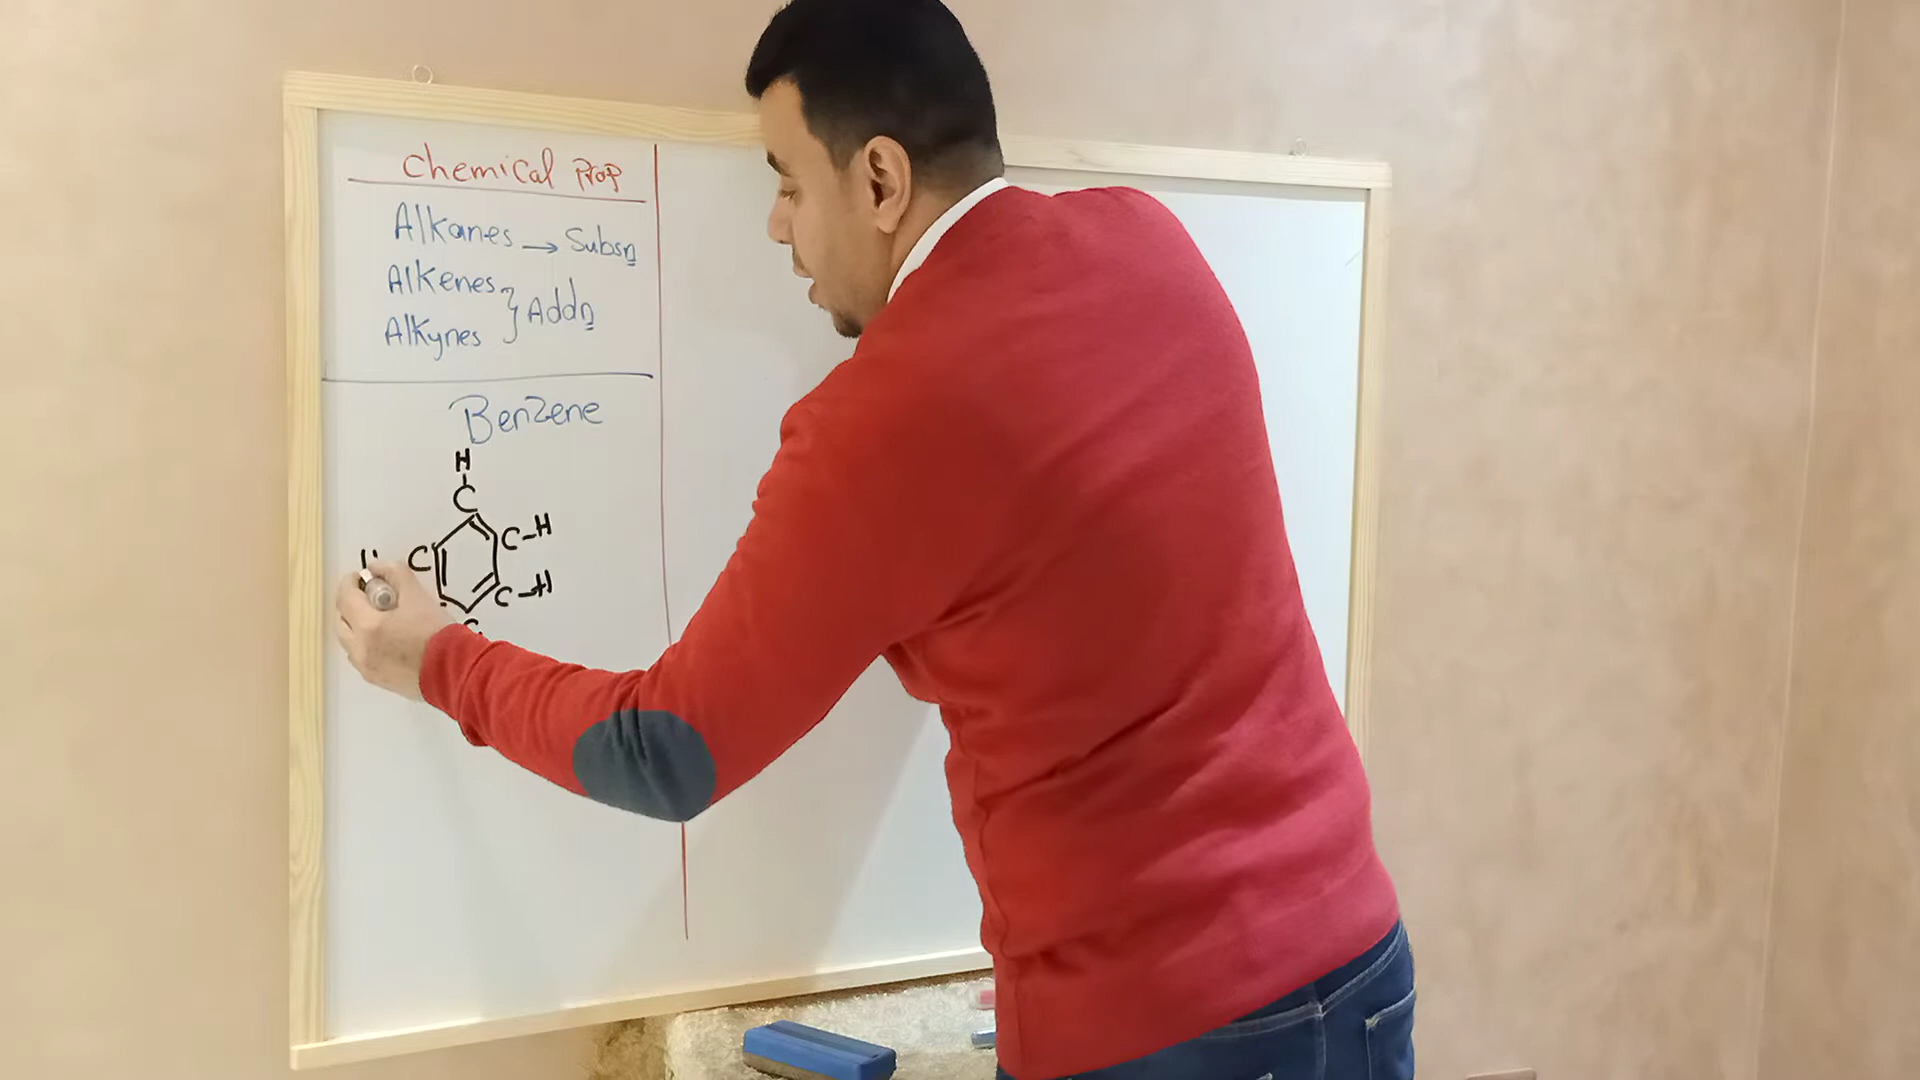 Chemical Prop
Alkanes → Subsn
Alkenes
Alkynes } Addn
Benzene
H
C
C-H
C
C-H
C